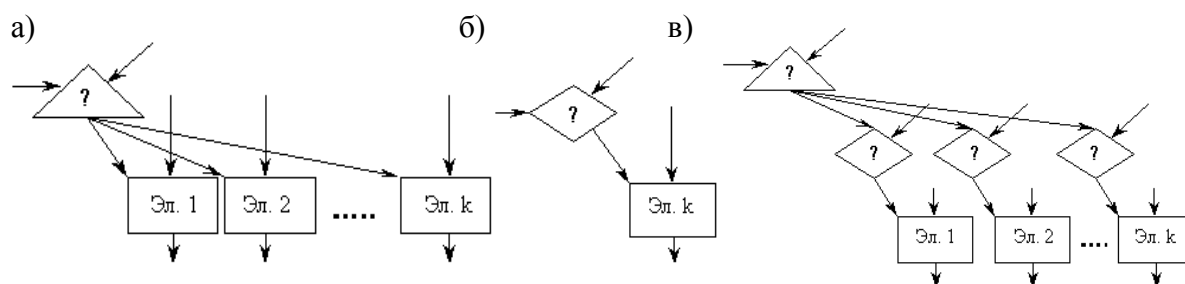 а) б) в)
?
?
?
? ? ?
Эл. 1 Эл. 2 ..... Эл. k
Эл. k
Эл. 1 Эл. 2 .... Эл. k